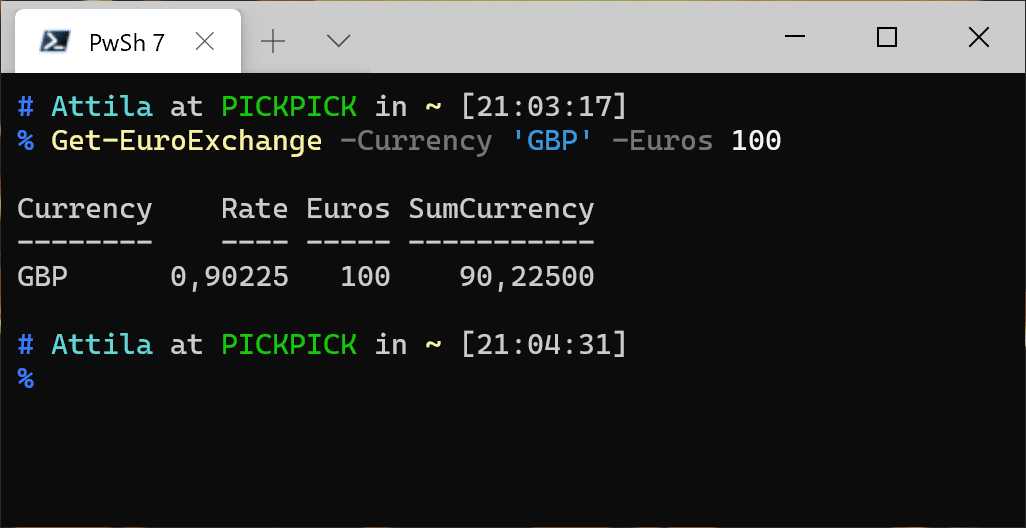 PwSh 7
# Attila at PICKPICK in ~ [21:03:17]
% Get-EuroExchange -Currency 'GBP' -Euros 100
Currency    Rate Euros SumCurrency
--------    ---- ----- -----------
GBP      0,90225   100    90,22500
# Attila at PICKPICK in ~ [21:04:31]
%